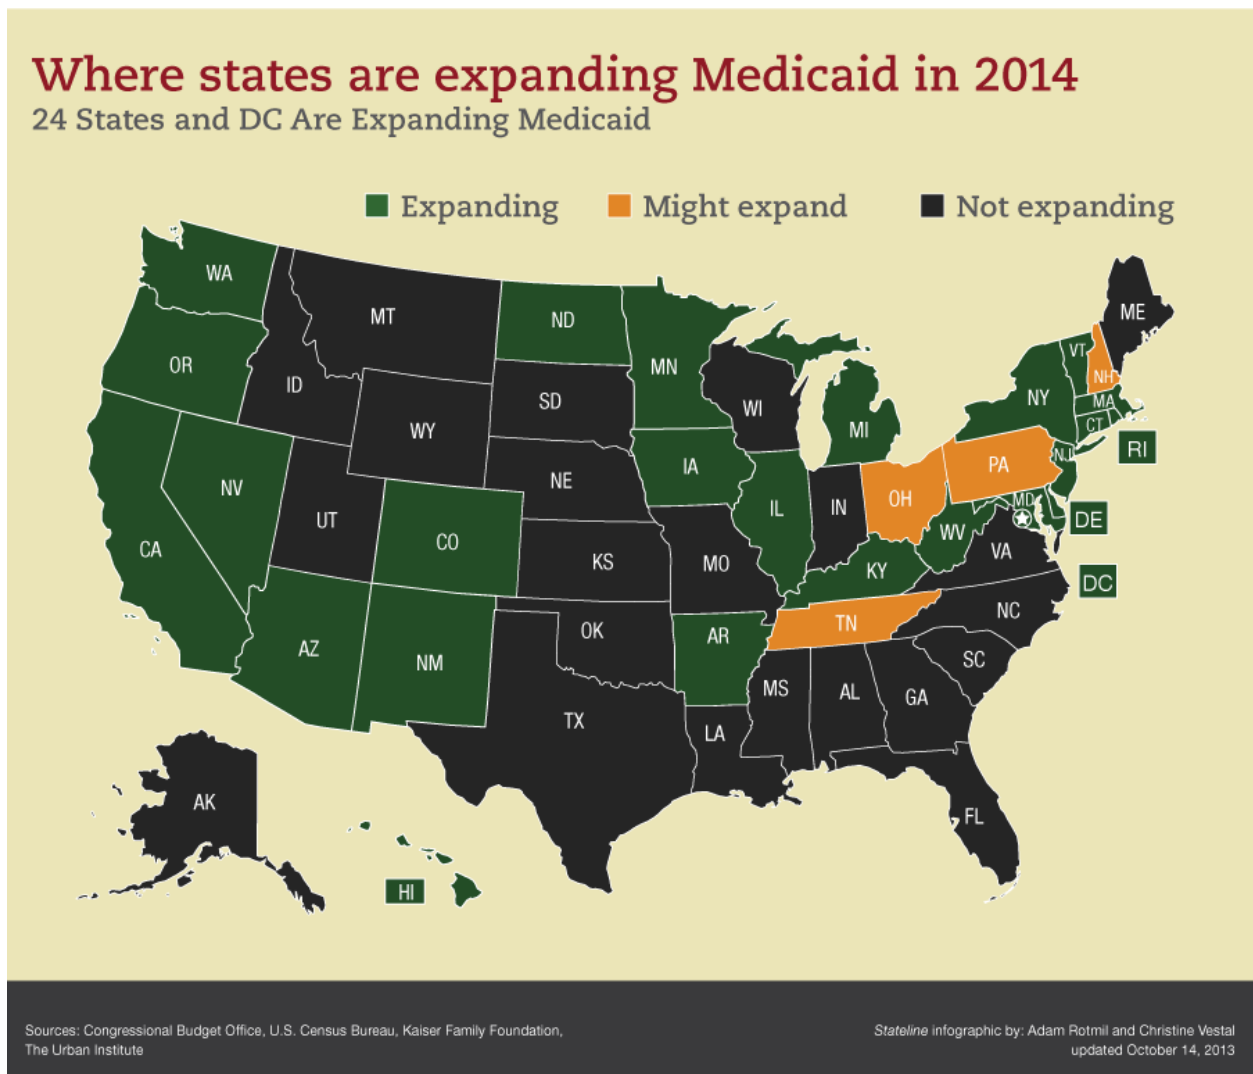 Where states are expanding Medicaid in 2014
24 States and DC Are Expanding Medicaid
Expanding
Might expand
Not expanding
WA
MT
ND
ME
OR
ID
MN
VT
NH
SD
WI
NY
MA
WY
MI
CT
RI
NV
NE
IA
PA
NJ
UT
IL
IN
OH
MD
DE
CA
CO
KS
MO
WV
VA
KY
DC
AZ
NM
OK
AR
TN
NC
SC
TX
LA
MS
AL
GA
AK
FL
HI
Sources: Congressional Budget Office, U.S. Census Bureau, Kaiser Family Foundation,
The Urban Institute
Stateline infographic by: Adam Rotmil and Christine Vestal
updated October 14, 2013